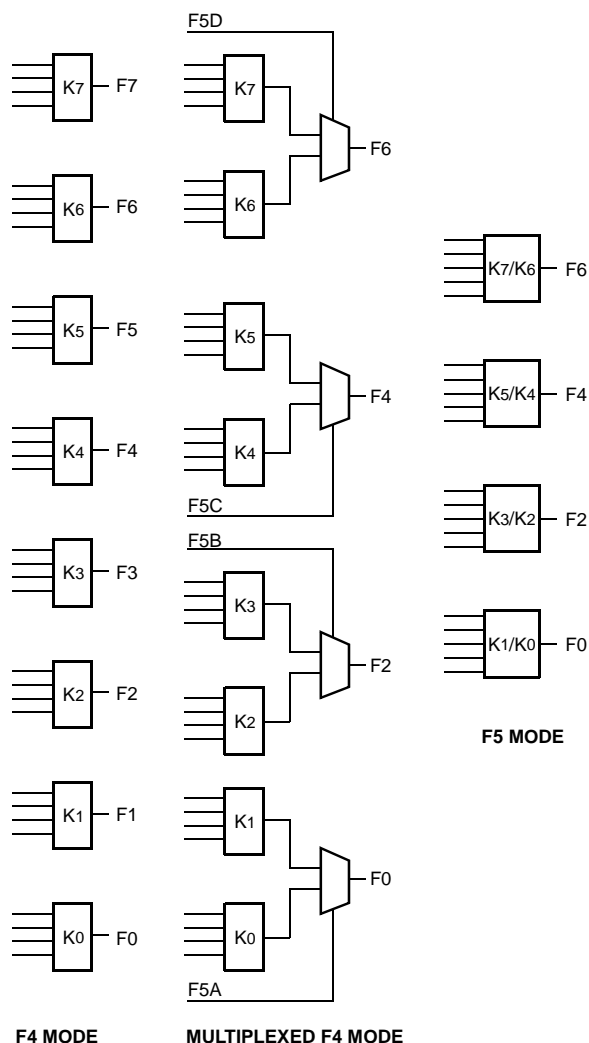 K7
F7
K6
F6
K5
F5
K4
F4
K3
F3
K2
F2
K1
F1
K0
F0
F4 MODE
F5D
K7
K6
F6
K5
K4
F4
F5C
F5B
K3
K2
F2
K1
K0
F0
F5A
MULTIPLEXED F4 MODE
K7/K6
F6
K5/K4
F4
K3/K2
F2
K1/K0
F0
F5 MODE